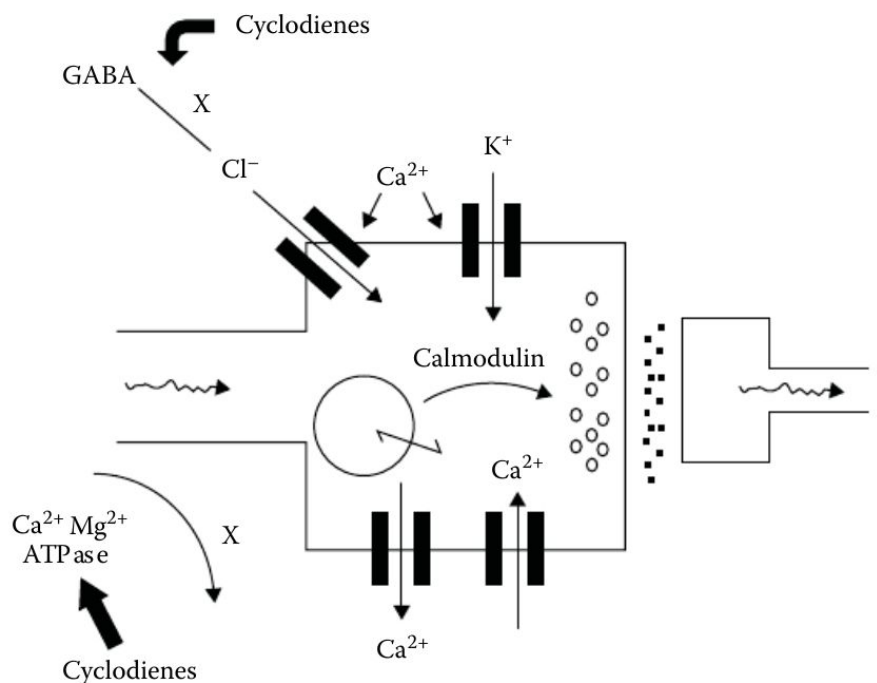 Cyclodienes
GABA
X
Cl⁻
Ca²⁺
K⁺
Calmodulin
Ca²⁺
Ca²⁺ Mg²⁺
ATPase
X
Ca²⁺
Cyclodienes